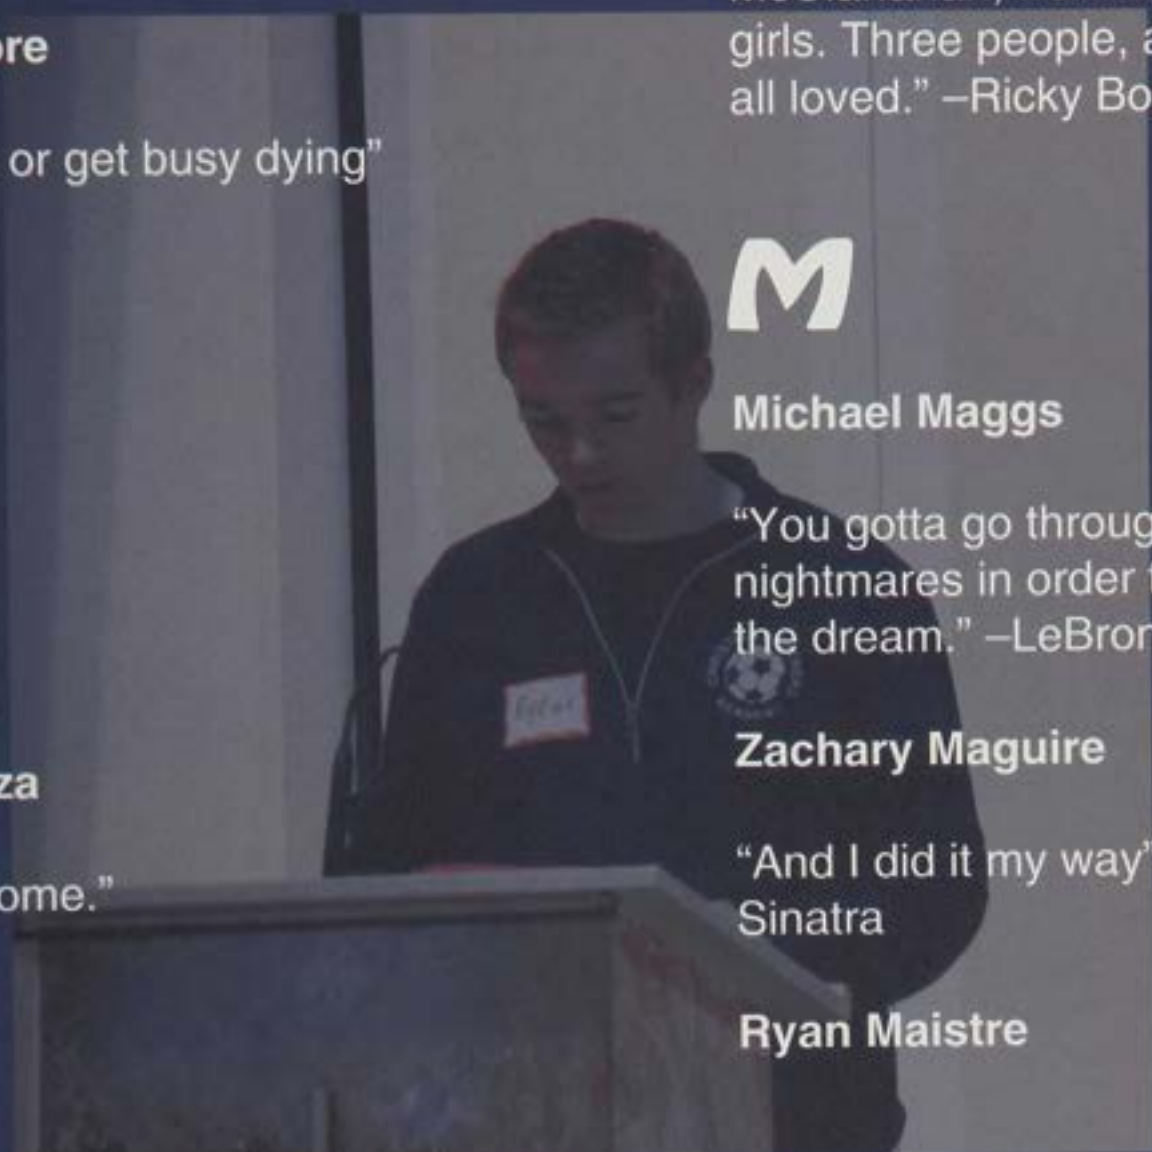 ore
or get busy dying”
za
ome.”
girls. Three people, a
all loved.” –Ricky Bo
M
Michael Maggs
“You gotta go throug
nightmares in order t
the dream.” –LeBron
Zachary Maguire
“And I did it my way”
Sinatra
Ryan Maistre